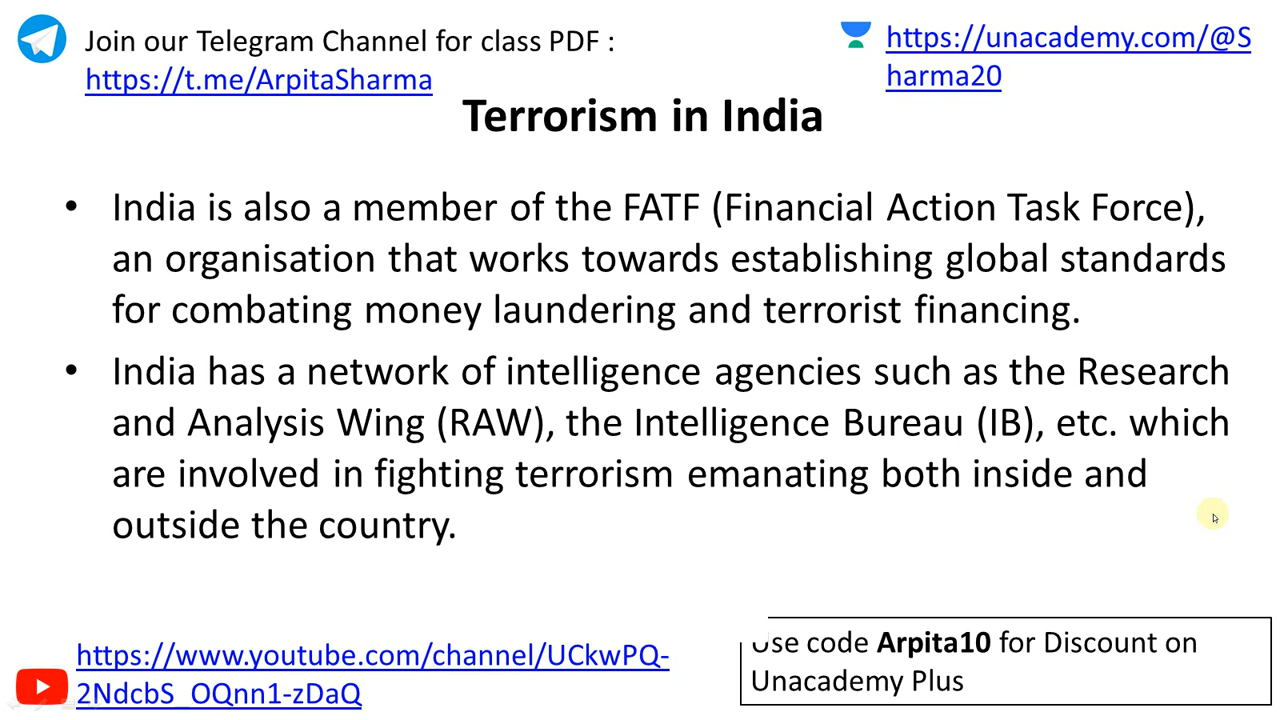 Join our Telegram Channel for class PDF :
https://t.me/ArpitaSharma
https://unacademy.com/@S
harma20
Terrorism in India
• India is also a member of the FATF (Financial Action Task Force),
an organisation that works towards establishing global standards
for combating money laundering and terrorist financing.
• India has a network of intelligence agencies such as the Research
and Analysis Wing (RAW), the Intelligence Bureau (IB), etc. which
are involved in fighting terrorism emanating both inside and
outside the country.
https://www.youtube.com/channel/UCkwPQ-
2NdcbS_OQnn1-zDaQ
Use code Arpita10 for Discount on
Unacademy Plus